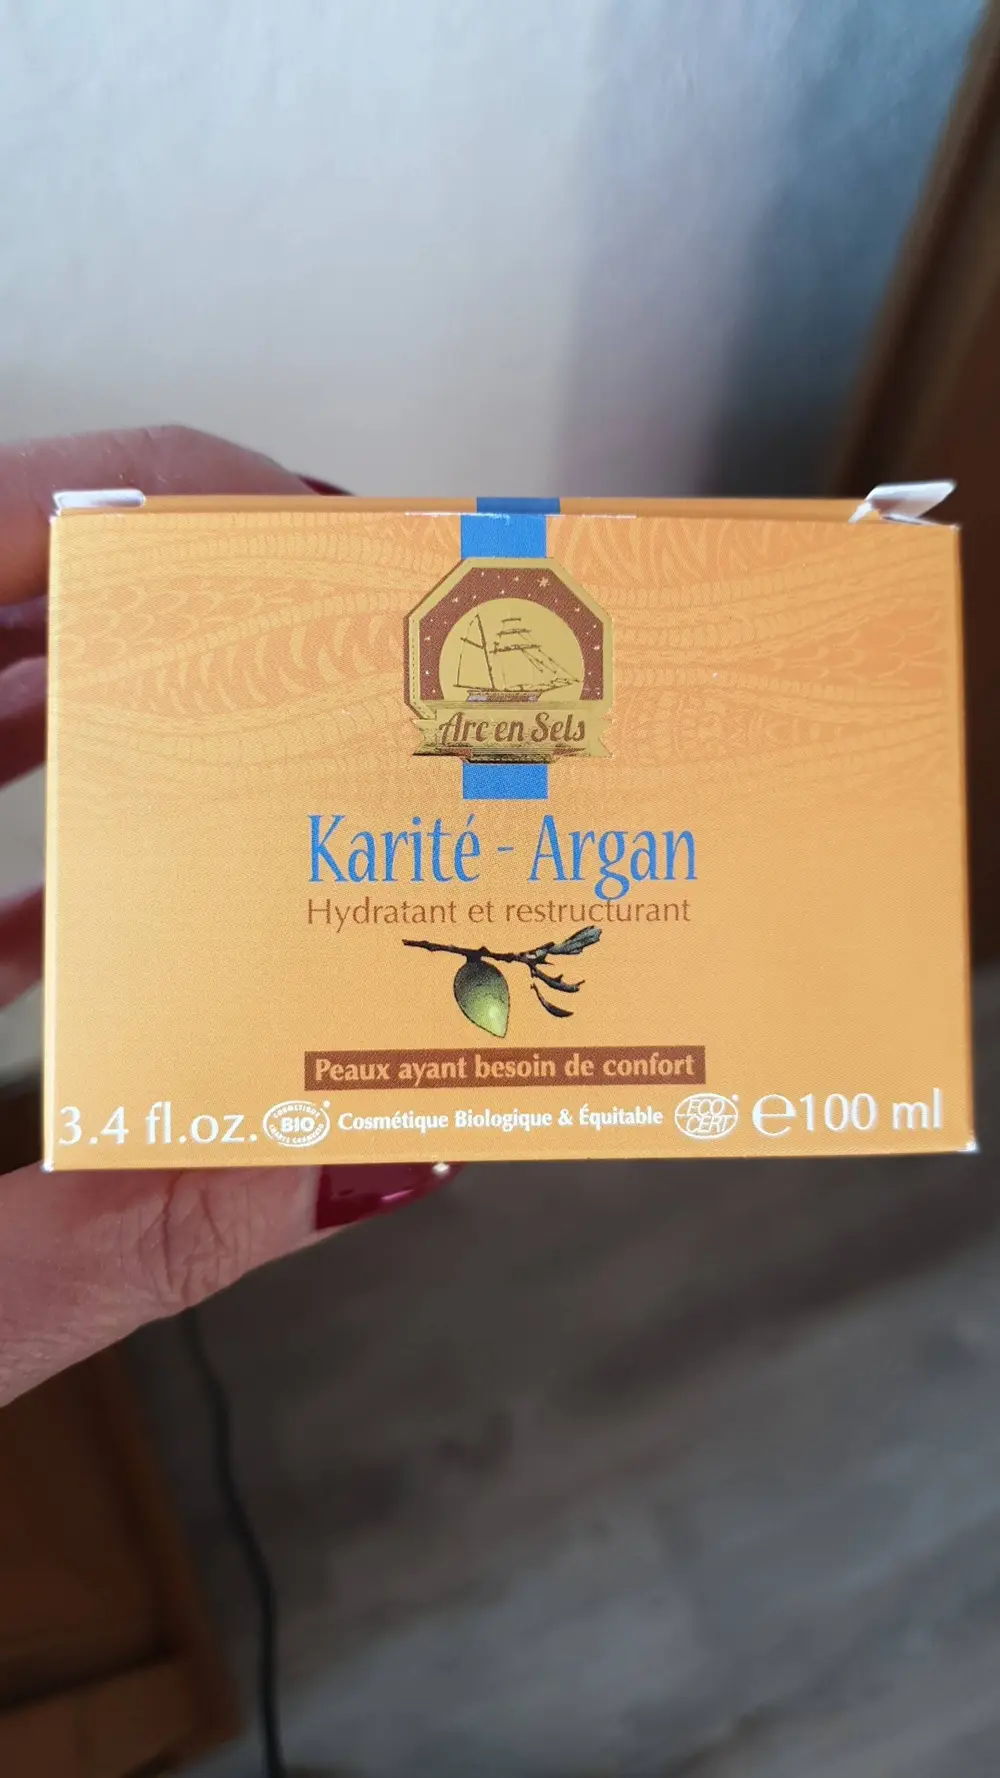 Arc en Sels
Karité - Argan
Hydratant et restructurant
Peaux ayant besoin de confort
3.4 fl.oz. BIO Cosmétique Biologique & Équitable ECO CERT ℮100 ml